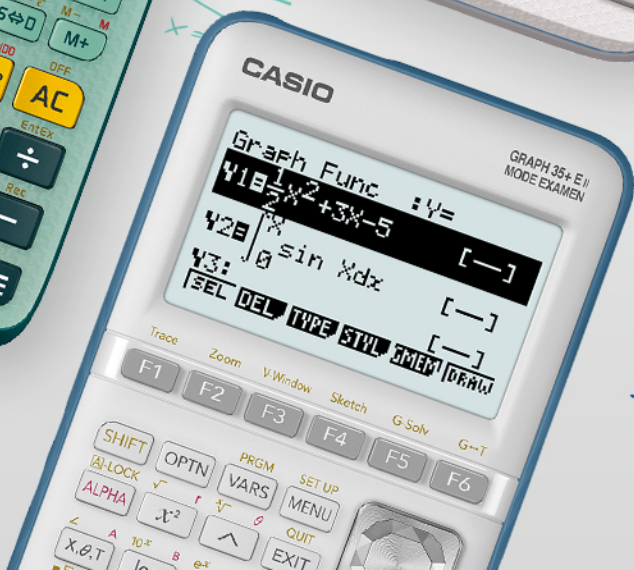 M- M
S⇔D M+
OFF
AC
EntEx
÷
Rec
−
x=
CASIO
GRAPH 35+ E II
MODE EXAMEN
Graph Func :Y=
Y1=1/2X²+3X-5 [—]
Y2=∫0^X sin Xdx [—]
Y3: [—]
SEL DEL TYPE STYL GMEM DRAW
Trace Zoom V-Window Sketch G-Solv G↔T
F1 F2 F3 F4 F5 F6
PRGM SET UP
SHIFT OPTN VARS MENU
A-LOCK √ r ˣ√ θ QUIT
ALPHA x² ^ EXIT
∠ A 10ˣ B eˣ
X,θ,T